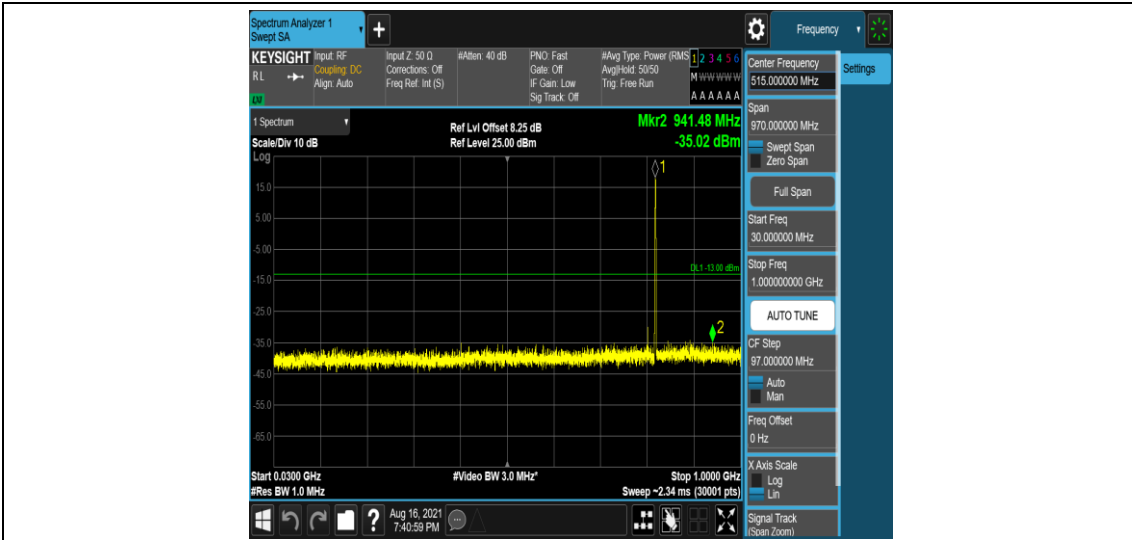 Spectrum Analyzer 1
Swept SA
+
Frequency
KEYSIGHT
RL
LXI
Input: RF
Coupling: DC
Align: Auto
Input Z: 50 Ω
Corrections: Off
Freq Ref: Int (S)
#Atten: 40 dB
PNO: Fast
Gate: Off
IF Gain: Low
Sig Track: Off
#Avg Type: Power (RMS
Avg|Hold: 50/50
Trig: Free Run
1 2 3 4 5 6
M W W W W W
A A A A A A
1 Spectrum
Scale/Div 10 dB
Log
Ref Lvl Offset 8.25 dB
Ref Level 25.00 dBm
Mkr2 941.48 MHz
-35.02 dBm
1
15.0
5.00
-5.00
DL1 -13.00 dBm
-15.0
-25.0
2
-35.0
-45.0
-55.0
-65.0
Start 0.0300 GHz
#Res BW 1.0 MHz
#Video BW 3.0 MHz*
Stop 1.0000 GHz
Sweep ~2.34 ms (30001 pts)
?
Aug 16, 2021
7:40:59 PM
Center Frequency
515.000000 MHz
Settings
Span
970.000000 MHz
Swept Span
Zero Span
Full Span
Start Freq
30.000000 MHz
Stop Freq
1.000000000 GHz
AUTO TUNE
CF Step
97.000000 MHz
Auto
Man
Freq Offset
0 Hz
X Axis Scale
Log
Lin
Signal Track
(Span Zoom)